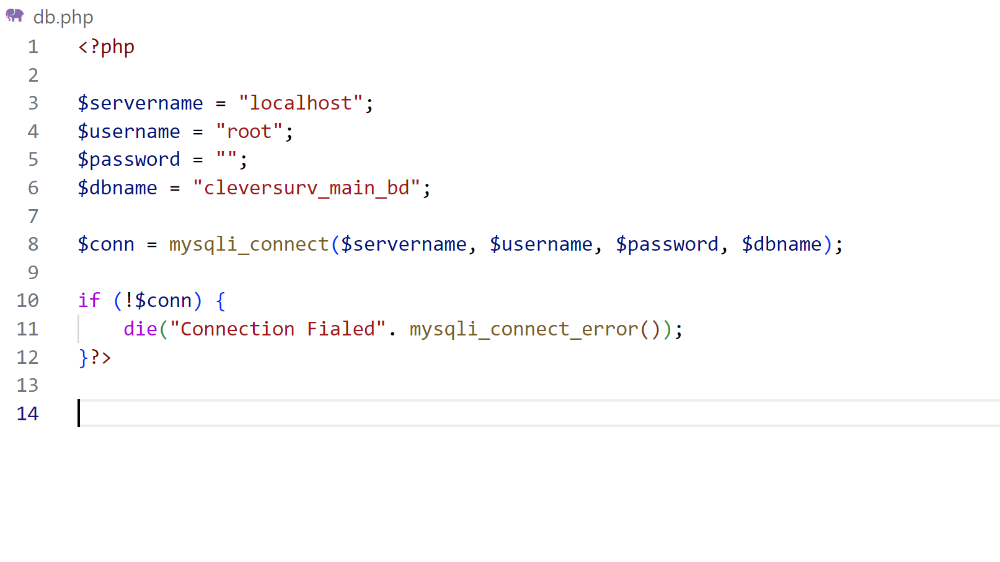 db.php
1 <?php
2
3 $servername = "localhost";
4 $username = "root";
5 $password = "";
6 $dbname = "cleversurv_main_bd";
7
8 $conn = mysqli_connect($servername, $username, $password, $dbname);
9
10 if (!$conn) {
11     die("Connection Fialed". mysqli_connect_error());
12 }?>
13
14